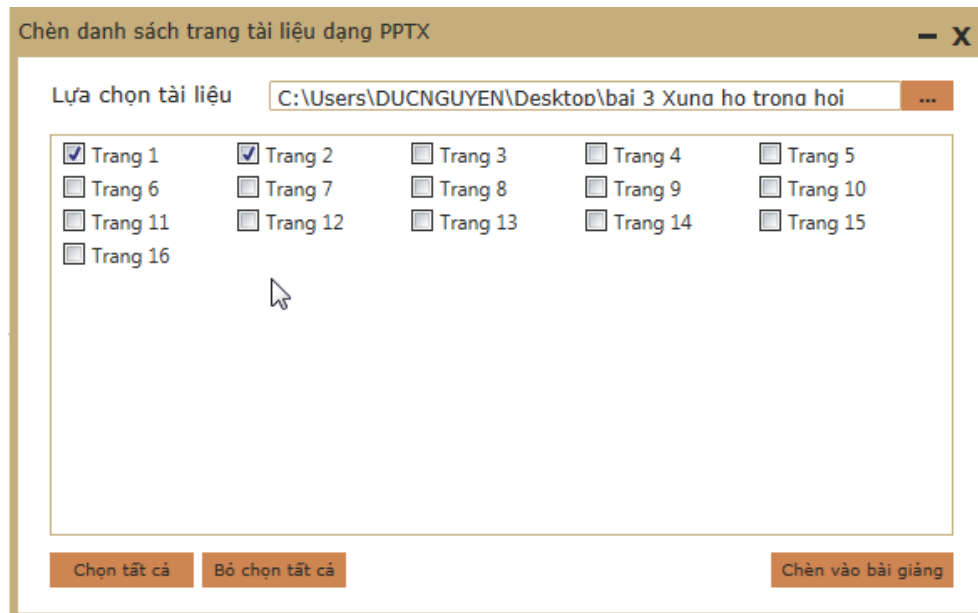 Chèn danh sách trang tài liệu dạng PPTX
Lựa chọn tài liệu C:\Users\DUCNGUYEN\Desktop\bai 3 Xung ho trong hoi ...
Trang 1 Trang 2 Trang 3 Trang 4 Trang 5
Trang 6 Trang 7 Trang 8 Trang 9 Trang 10
Trang 11 Trang 12 Trang 13 Trang 14 Trang 15
Trang 16
Chọn tất cả Bỏ chọn tất cả Chèn vào bài giảng